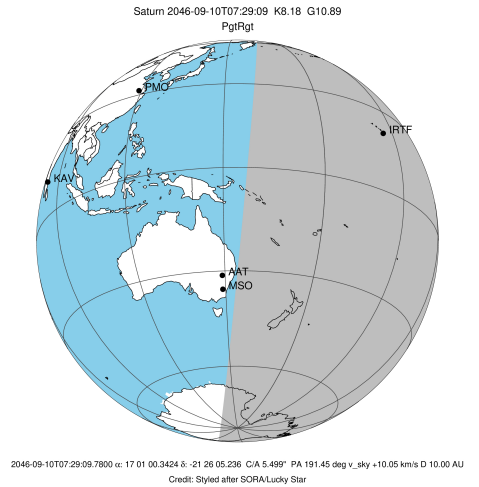 Saturn 2046-09-10T07:29:09 K8.18 G10.89
PgtRgt
PMO
IRTF
KAV
AAT
MSO
2046-09-10T07:29:09.7800 α: 17 01 00.3424 δ: -21 26 05.236 C/A 5.499" PA 191.45 deg v_sky +10.05 km/s D 10.00 AU
Credit: Styled after SORA/Lucky Star